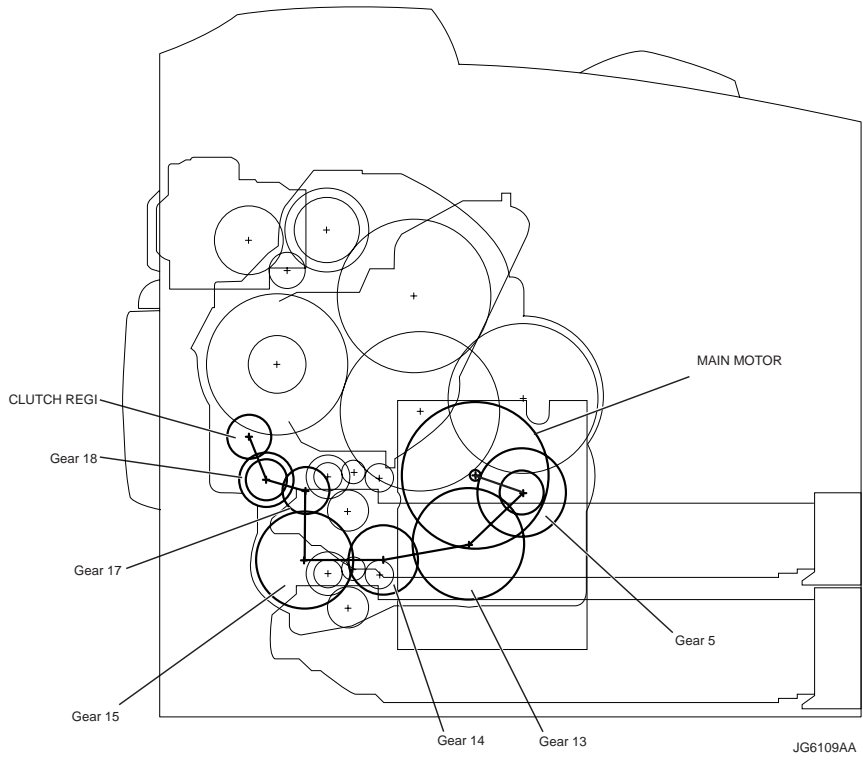 MAIN MOTOR
CLUTCH REGI
Gear 18
Gear 17
Gear 5
Gear 15
Gear 14
Gear 13
JG6109AA